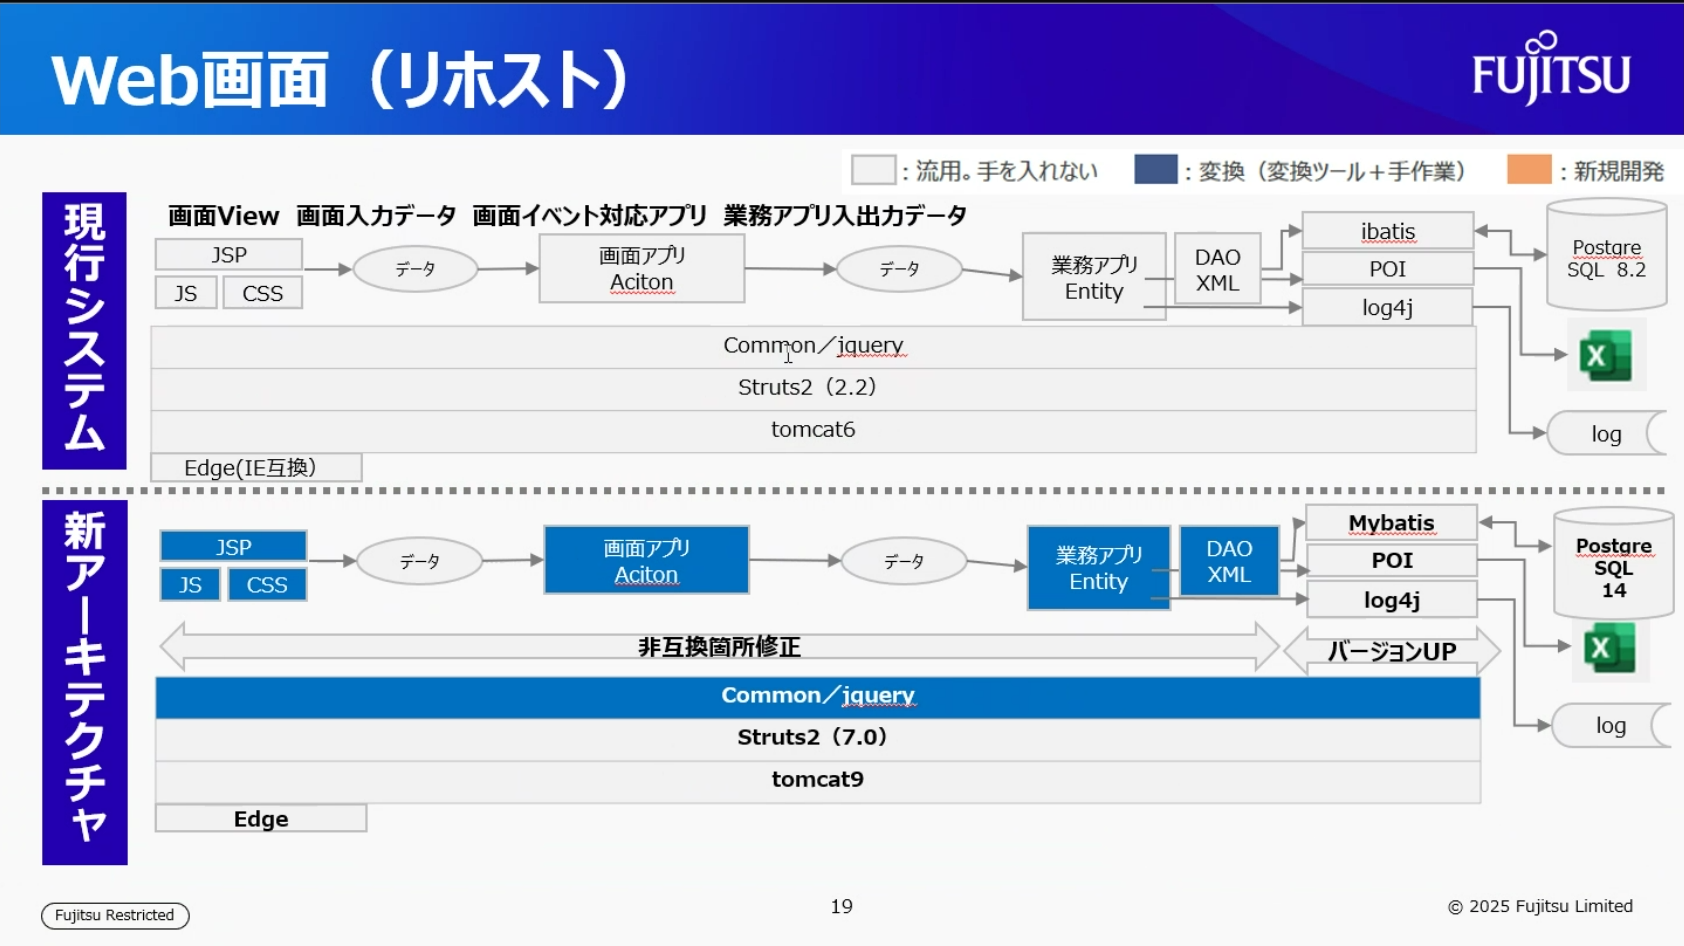 Web画面（リホスト）
FUJITSU
：流用。手を入れない
：変換（変換ツール＋手作業）
：新規開発
現行システム
画面View 画面入力データ 画面イベント対応アプリ 業務アプリ入出力データ
JSP
JS
CSS
データ
画面アプリ
Aciton
データ
業務アプリ
Entity
DAO
XML
ibatis
POI
log4j
Postgre
SQL 8.2
X
log
Common／jquery
Struts2（2.2）
tomcat6
Edge(IE互換）
新アーキテクチャ
JSP
JS
CSS
データ
画面アプリ
Aciton
データ
業務アプリ
Entity
DAO
XML
Mybatis
POI
log4j
Postgre
SQL
14
X
log
非互換箇所修正
バージョンUP
Common／jquery
Struts2（7.0）
tomcat9
Edge
Fujitsu Restricted
19
© 2025 Fujitsu Limited